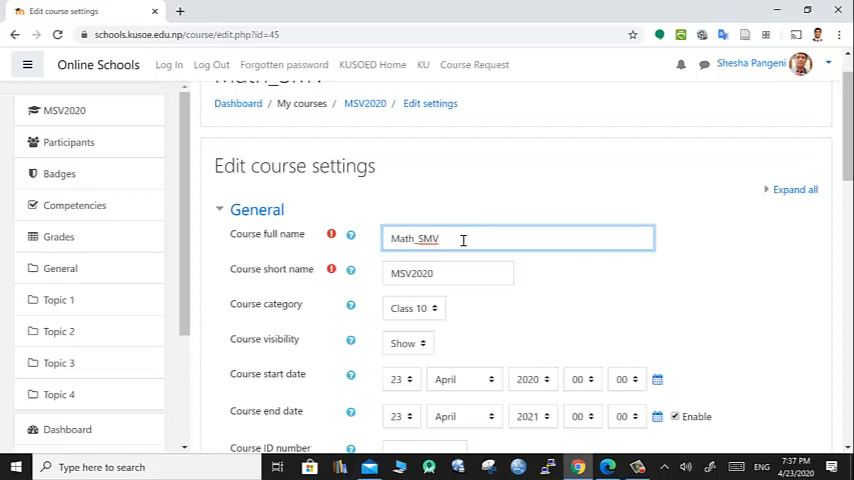 Edit course settings
schools.kusoe.edu.np/course/edit.php?id=45
Online Schools Log In Log Out Forgotten password KUSOED Home KU Course Request Shesha Pangeni
Math_SMV
Dashboard / My courses / MSV2020 / Edit settings
MSV2020
Participants
Badges
Competencies
Grades
General
Topic 1
Topic 2
Topic 3
Topic 4
Dashboard
Edit course settings
Expand all
General
Course full name Math_SMV
Course short name MSV2020
Course category Class 10
Course visibility Show
Course start date 23 April 2020 00 00
Course end date 23 April 2021 00 00 Enable
Course ID number
Type here to search
ENG
7:37 PM
4/23/2020